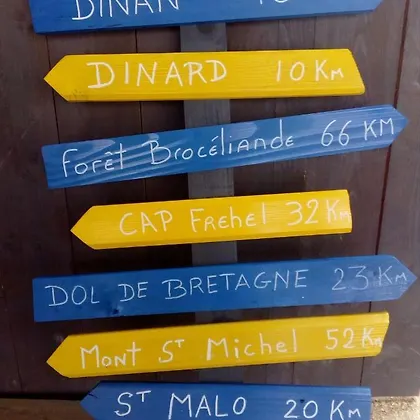 DINAN
DINARD 10 Km
Forêt Brocéliande 66 KM
CAP Frehel 32 Km
DOL DE BRETAGNE 23 Km
Mont ST Michel 52 Km
ST MALO 20 Km